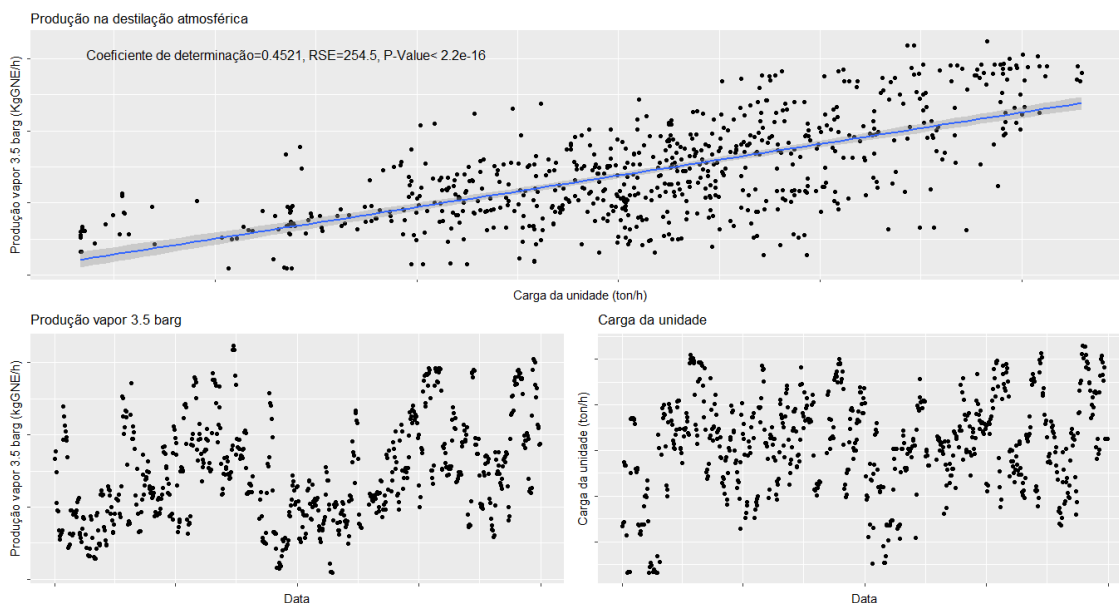 Produção na destilação atmosférica
Coeficiente de determinação=0.4521, RSE=254.5, P-Value< 2.2e-16
Produção vapor 3.5 barg (KgGNE/h)
Carga da unidade (ton/h)
Produção vapor 3.5 barg
Produção vapor 3.5 barg (kgGNE/h)
Data
Carga da unidade
Carga da unidade (ton/h)
Data